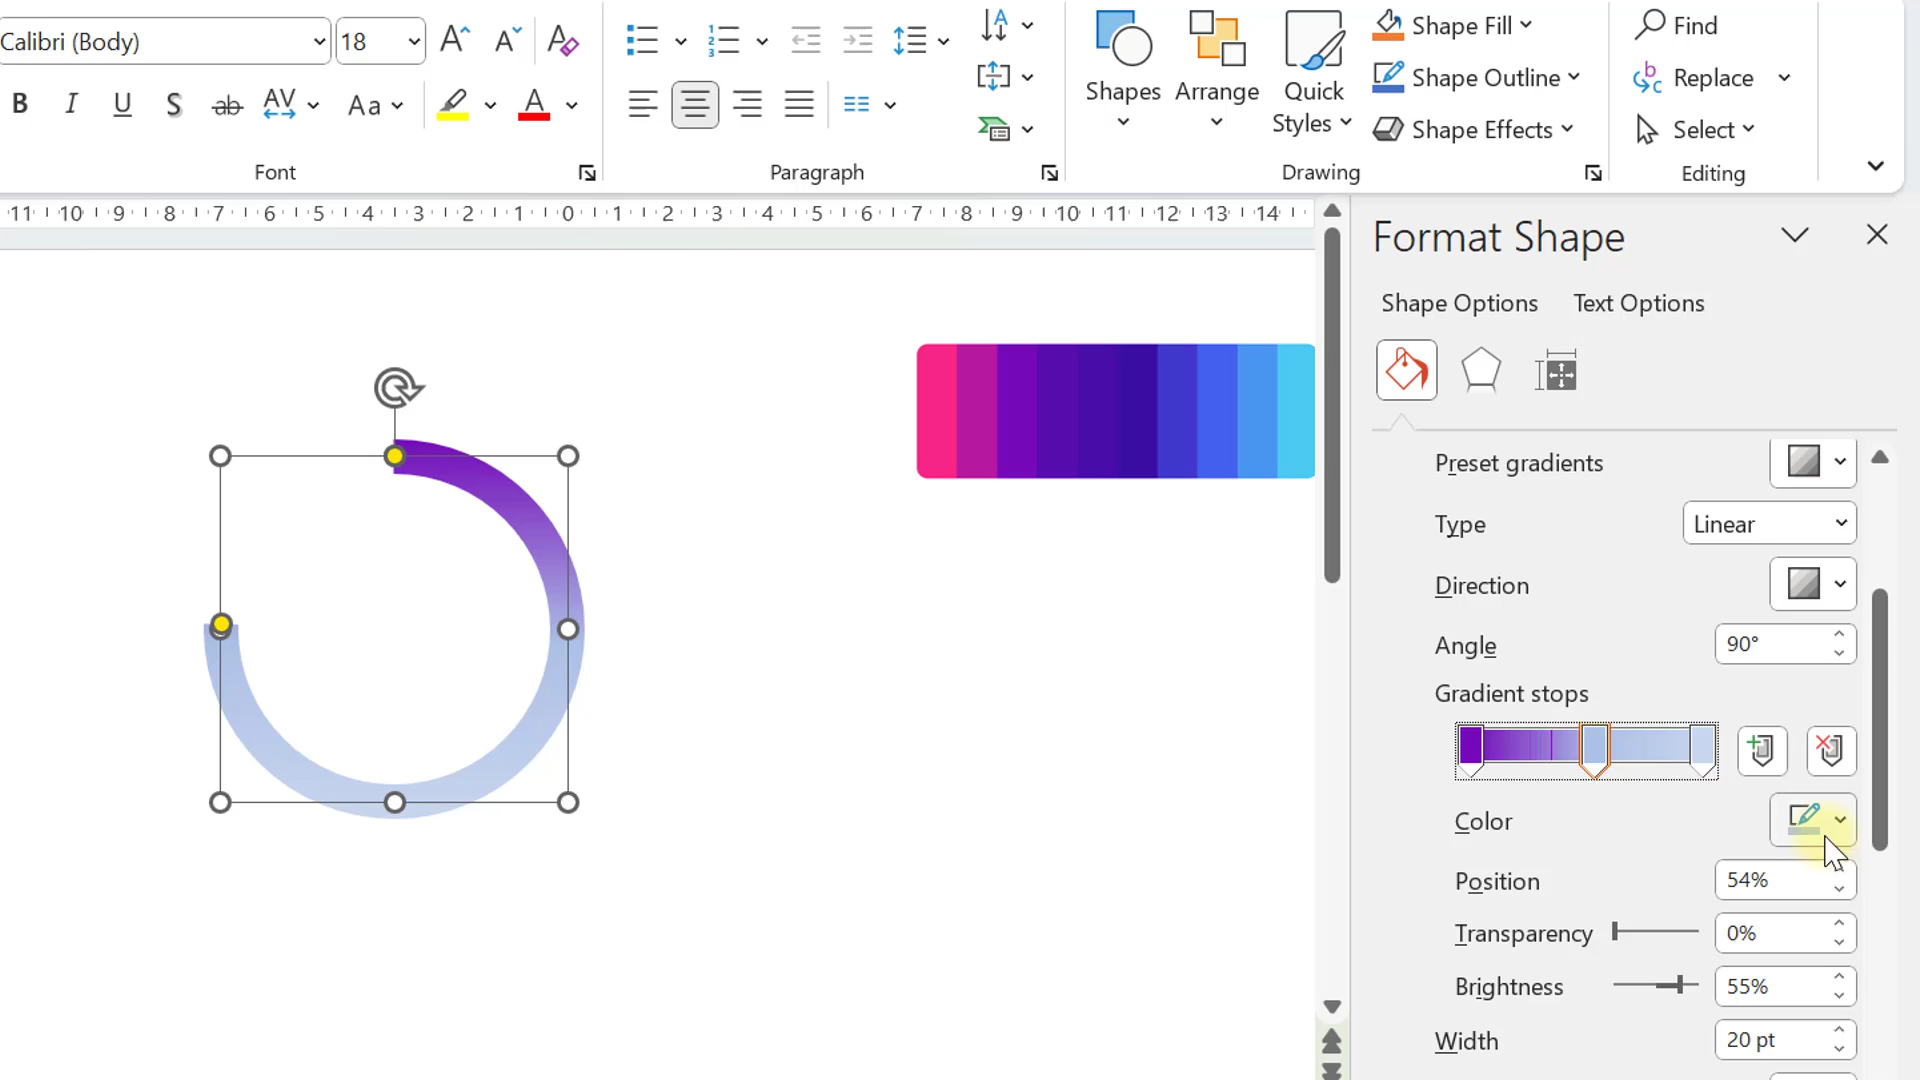 Calibri (Body) 18 A A A
B I U S ab AV Aa A
Font
Paragraph
Shapes
Arrange
Quick
Styles
Shape Fill
Shape Outline
Shape Effects
Drawing
Find
Replace
Select
Editing
11 10 9 8 7 6 5 4 3 2 1 0 1 2 3 4 5 6 7 8 9 10 11 12 13 14
Format Shape
Shape Options Text Options
Preset gradients
Type Linear
Direction
Angle 90°
Gradient stops
Color
Position 54%
Transparency 0%
Brightness 55%
Width 20 pt